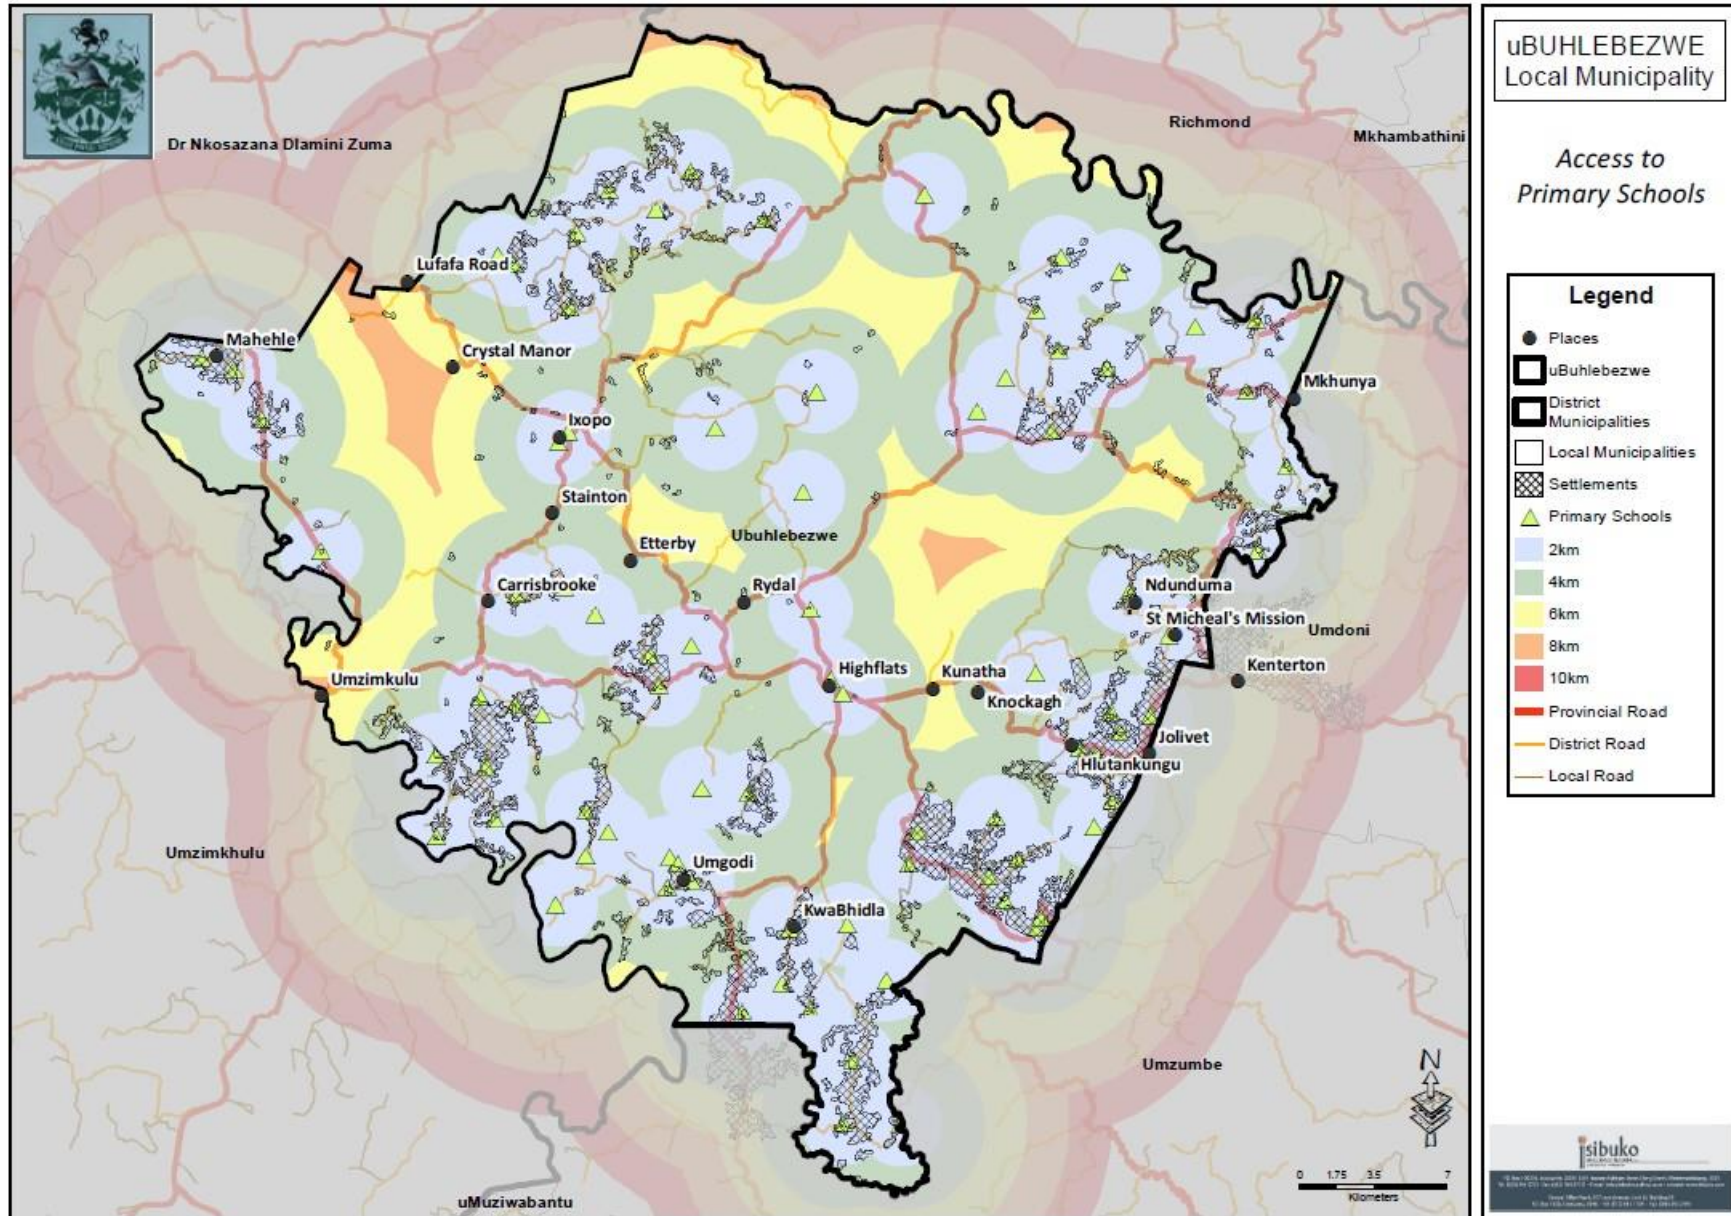 uBUHLEBEZWE
Local Municipality
Access to
Primary Schools
Legend
Places
uBuhlebezwe
District
Municipalities
Local Municipalities
Settlements
Primary Schools
2km
4km
6km
8km
10km
Provincial Road
District Road
Local Road
Richmond
Mkhambathini
Dr Nkosazana Dlamini Zuma
Lufafa Road
Mahehle
Crystal Manor
Mkhunya
Ixopo
Stainton
Ubuhlebezwe
Etterby
Carrisbrooke
Rydal
Ndunduma
St Micheal's Mission
Umdoni
Highflats
Kunatha
Kenterton
Umzimkulu
Knockagh
Jolivet
Hlutankungu
Umzimkhulu
Umgodi
KwaBhidla
Umzumbe
uMuziwabantu
N
0 1.75 3.5 7
Kilometers
isibuko